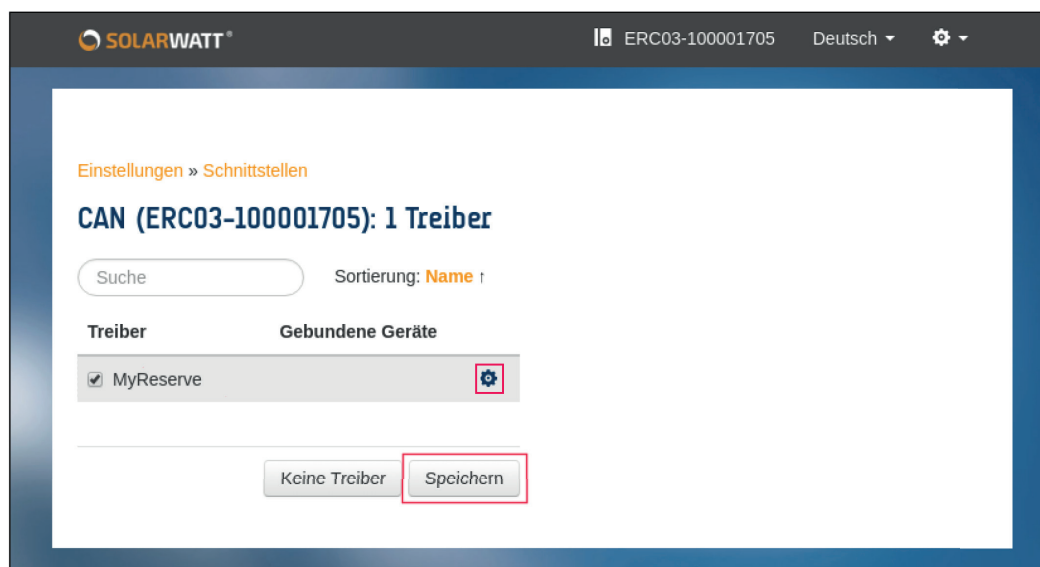 SOLARWATT® ERC03-100001705 Deutsch
Einstellungen » Schnittstellen
CAN (ERC03-100001705): 1 Treiber
Suche Sortierung: Name ↑
Treiber Gebundene Geräte
MyReserve
Keine Treiber Speichern